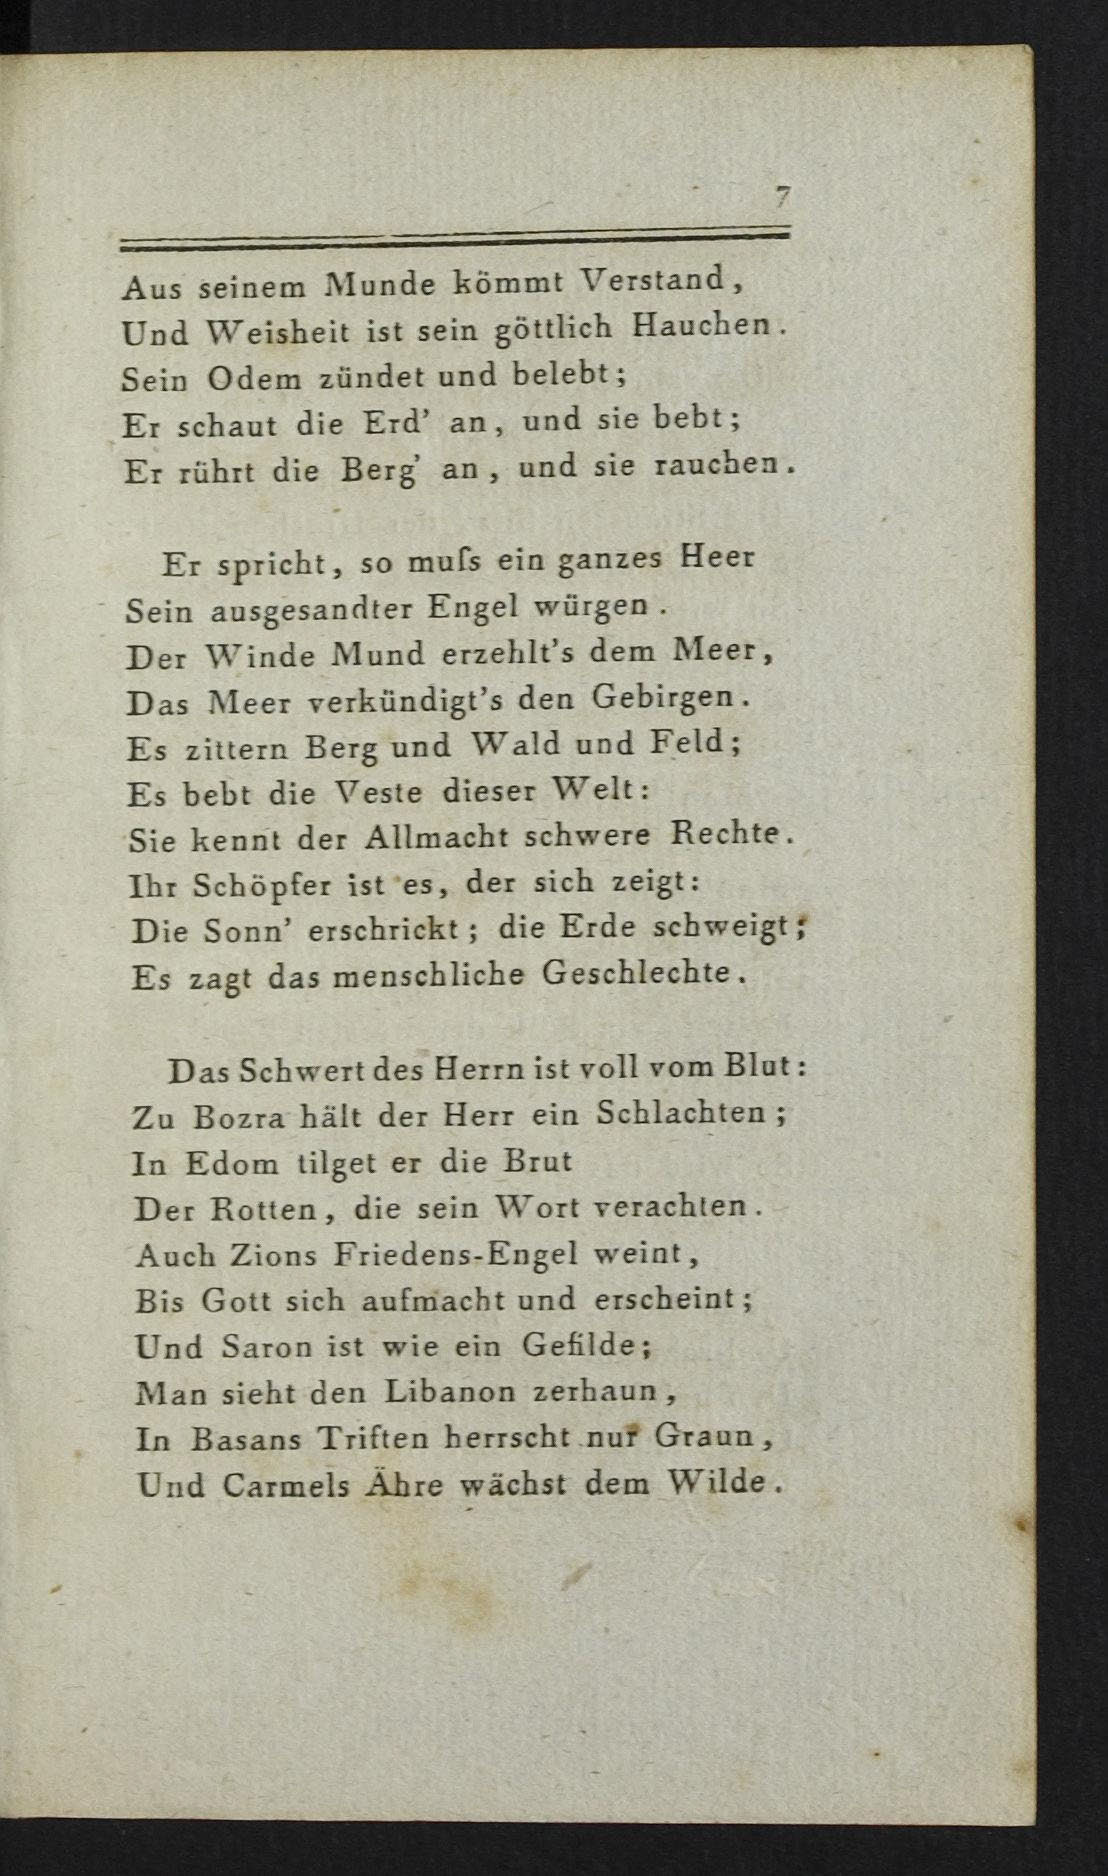 7
Aus seinem Munde kömmt Verstand,
Und Weisheit ist sein göttlich Hauchen.
Sein Odem zündet und belebt;
Er schaut die Erd' an, und sie bebt;
Er rührt die Berg' an, und sie rauchen.
Er spricht, so muſs ein ganzes Heer
Sein ausgesandter Engel würgen.
Der Winde Mund erzehlt's dem Meer,
Das Meer verkündigt's den Gebirgen.
Es zittern Berg und Wald und Feld;
Es bebt die Veste dieser Welt:
Sie kennt der Allmacht schwere Rechte.
Ihr Schöpfer ist es, der sich zeigt:
Die Sonn' erschrickt; die Erde schweigt;
Es zagt das menschliche Geschlechte.
Das Schwert des Herrn ist voll vom Blut:
Zu Bozra hält der Herr ein Schlachten;
In Edom tilget er die Brut
Der Rotten, die sein Wort verachten.
Auch Zions Friedens-Engel weint,
Bis Gott sich aufmacht und erscheint;
Und Saron ist wie ein Gefilde;
Man sieht den Libanon zerhaun,
In Basans Triften herrscht nur Graun,
Und Carmels Ähre wächst dem Wilde.